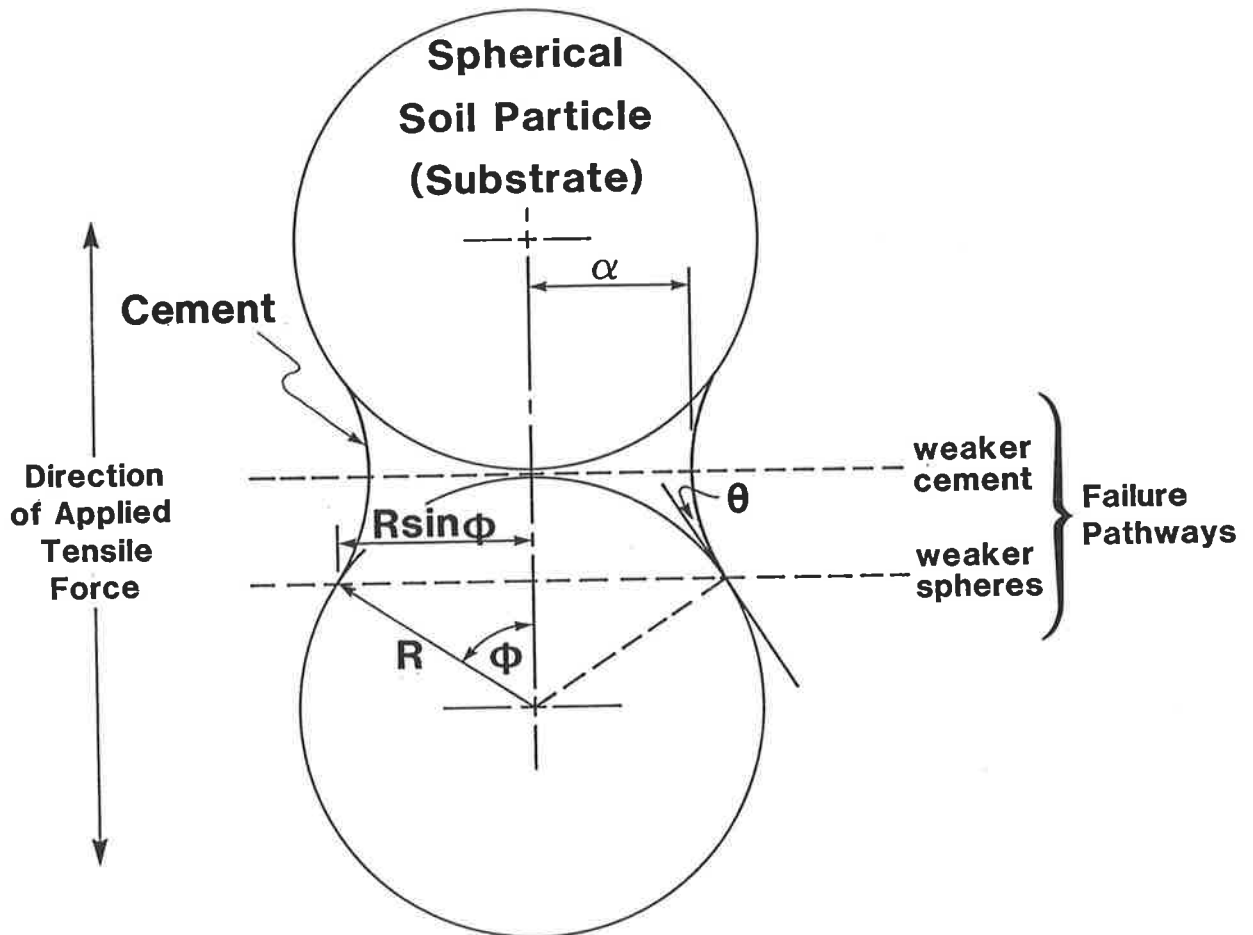 Spherical
Soil Particle
(Substrate)
α
Cement
weaker
cement
Direction
of Applied
Tensile
Force
θ
Failure
Pathways
Rsinϕ
weaker
spheres
R
ϕ